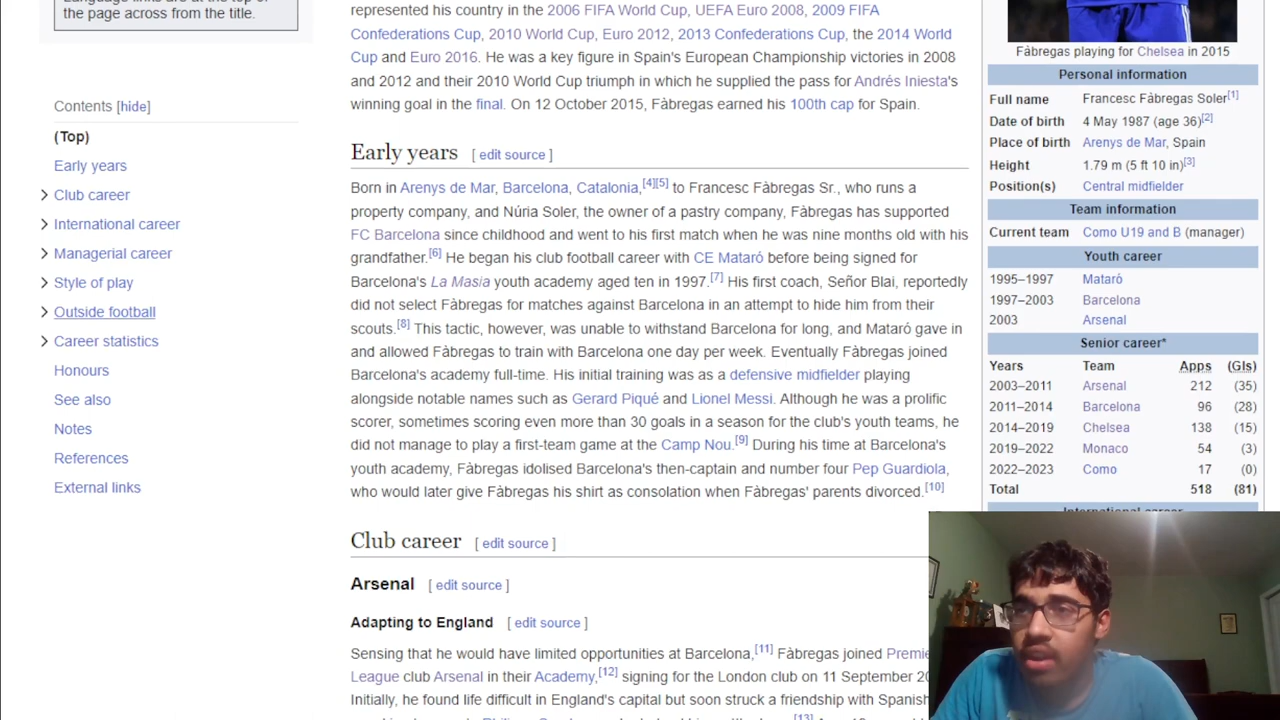 Language links are at the top of
the page across from the title.
Contents [hide]
(Top)
Early years
Club career
International career
Managerial career
Style of play
Outside football
Career statistics
Honours
See also
Notes
References
External links
represented his country in the 2006 FIFA World Cup, UEFA Euro 2008, 2009 FIFA
Confederations Cup, 2010 World Cup, Euro 2012, 2013 Confederations Cup, the 2014 World
Cup and Euro 2016. He was a key figure in Spain's European Championship victories in 2008
and 2012 and their 2010 World Cup triumph in which he supplied the pass for Andrés Iniesta's
winning goal in the final. On 12 October 2015, Fàbregas earned his 100th cap for Spain.
Early years [ edit source ]
Born in Arenys de Mar, Barcelona, Catalonia,[4][5] to Francesc Fàbregas Sr., who runs a
property company, and Núria Soler, the owner of a pastry company, Fàbregas has supported
FC Barcelona since childhood and went to his first match when he was nine months old with his
grandfather.[6] He began his club football career with CE Mataró before being signed for
Barcelona's La Masia youth academy aged ten in 1997.[7] His first coach, Señor Blai, reportedly
did not select Fàbregas for matches against Barcelona in an attempt to hide him from their
scouts.[8] This tactic, however, was unable to withstand Barcelona for long, and Mataró gave in
and allowed Fàbregas to train with Barcelona one day per week. Eventually Fàbregas joined
Barcelona's academy full-time. His initial training was as a defensive midfielder playing
alongside notable names such as Gerard Piqué and Lionel Messi. Although he was a prolific
scorer, sometimes scoring even more than 30 goals in a season for the club's youth teams, he
did not manage to play a first-team game at the Camp Nou.[9] During his time at Barcelona's
youth academy, Fàbregas idolised Barcelona's then-captain and number four Pep Guardiola,
who would later give Fàbregas his shirt as consolation when Fàbregas' parents divorced.[10]
Club career [ edit source ]
Arsenal [ edit source ]
Adapting to England [ edit source ]
Sensing that he would have limited opportunities at Barcelona,[11] Fàbregas joined Premie
League club Arsenal in their Academy,[12] signing for the London club on 11 September 20
Initially, he found life difficult in England's capital but soon struck a friendship with Spanish
[13]
Fàbregas playing for Chelsea in 2015
Personal information
Full name Francesc Fàbregas Soler[1]
Date of birth 4 May 1987 (age 36)[2]
Place of birth Arenys de Mar, Spain
Height 1.79 m (5 ft 10 in)[3]
Position(s) Central midfielder
Team information
Current team Como U19 and B (manager)
Youth career
1995–1997 Mataró
1997–2003 Barcelona
2003 Arsenal
Senior career*
Years Team Apps (Gls)
2003–2011 Arsenal 212 (35)
2011–2014 Barcelona 96 (28)
2014–2019 Chelsea 138 (15)
2019–2022 Monaco 54 (3)
2022–2023 Como 17 (0)
Total 518 (81)
International career